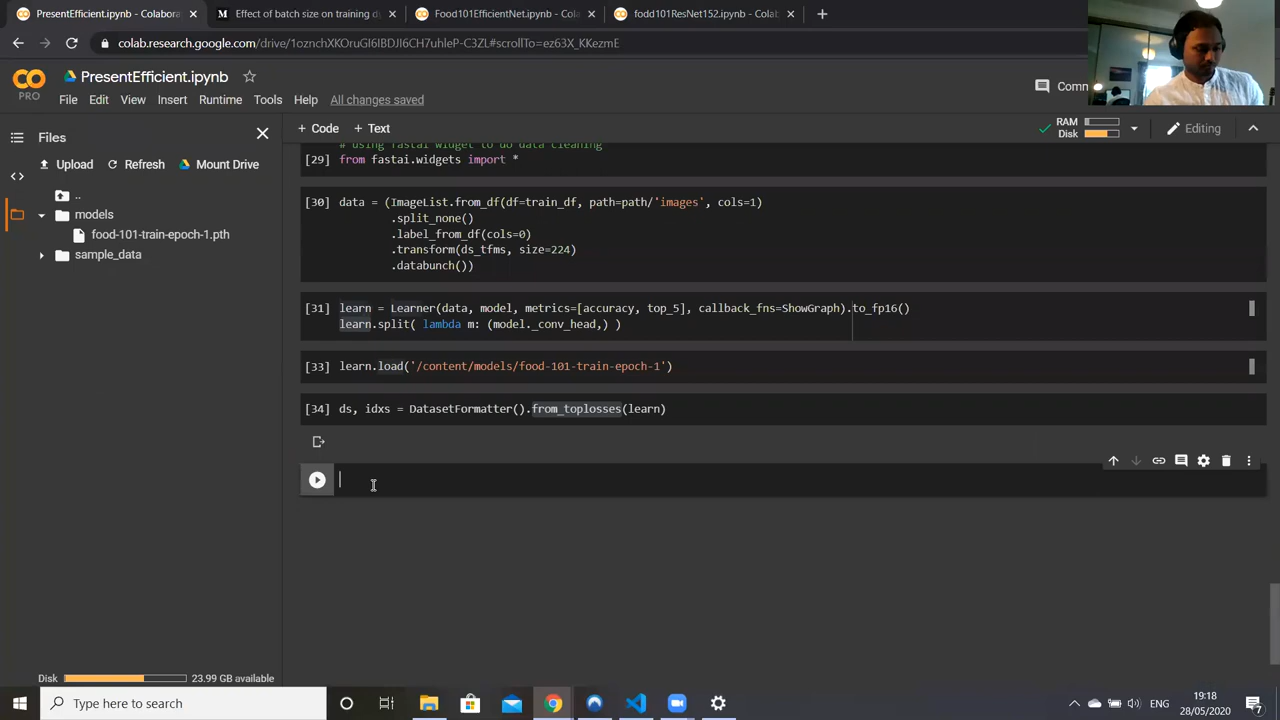 PresentEfficient.ipynb - Colabora
Effect of batch size on training dy
Food101EfficientNet.ipynb - Cola
fodd101ResNet152.ipynb - Colab
colab.research.google.com/drive/1oznchXKOruGI6IBDJI6CH7uhleP-C3ZL#scrollTo=ez63X_KKezmE
CO
PRO
PresentEfficient.ipynb
File Edit View Insert Runtime Tools Help All changes saved
Comm
Files
+ Code + Text
RAM
Disk
Editing
Upload Refresh Mount Drive
..
models
food-101-train-epoch-1.pth
sample_data
# using fastai widget to do data cleaning
[29] from fastai.widgets import *
[30] data = (ImageList.from_df(df=train_df, path=path/'images', cols=1)
.split_none()
.label_from_df(cols=0)
.transform(ds_tfms, size=224)
.databunch())
[31] learn = Learner(data, model, metrics=[accuracy, top_5], callback_fns=ShowGraph).to_fp16()
learn.split( lambda m: (model._conv_head,) )
[33] learn.load('/content/models/food-101-train-epoch-1')
[34] ds, idxs = DatasetFormatter().from_toplosses(learn)
Disk 23.99 GB available
Type here to search
ENG
19:18
28/05/2020
7